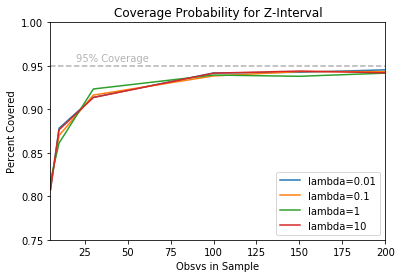 Coverage Probability for Z-Interval
1.00
0.95
0.90
0.85
0.80
0.75
Percent Covered
95% Coverage
lambda=0.01
lambda=0.1
lambda=1
lambda=10
25 50 75 100 125 150 175 200
Obsvs in Sample